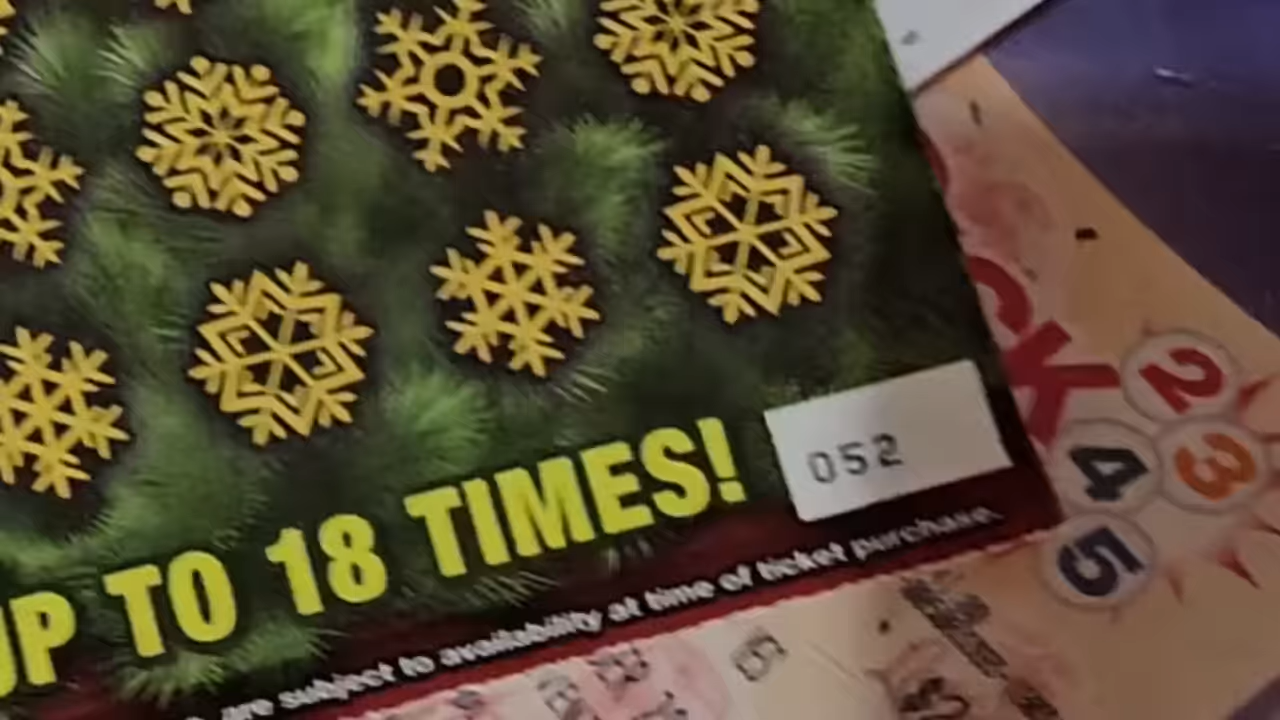 UP TO 18 TIMES!
052
are subject to availability at time of ticket purchase.
CK
2
3
4
5